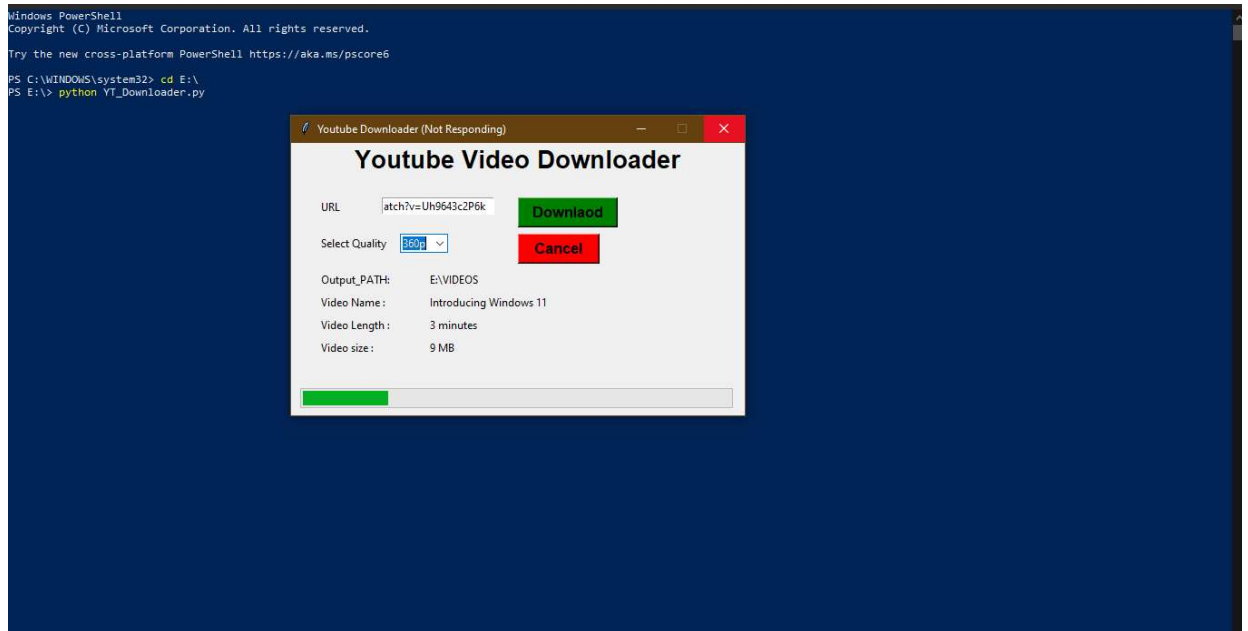 Windows PowerShell
Copyright (C) Microsoft Corporation. All rights reserved.
Try the new cross-platform PowerShell https://aka.ms/pscore6
PS C:\WINDOWS\system32> cd E:\
PS E:\> python YT_Downloader.py
Youtube Downloader (Not Responding)
Youtube Video Downloader
URL atch?v=Uh9643c2P6k Downlaod
Select Quality 360p Cancel
Output_PATH: E:\VIDEOS
Video Name : Introducing Windows 11
Video Length : 3 minutes
Video size : 9 MB